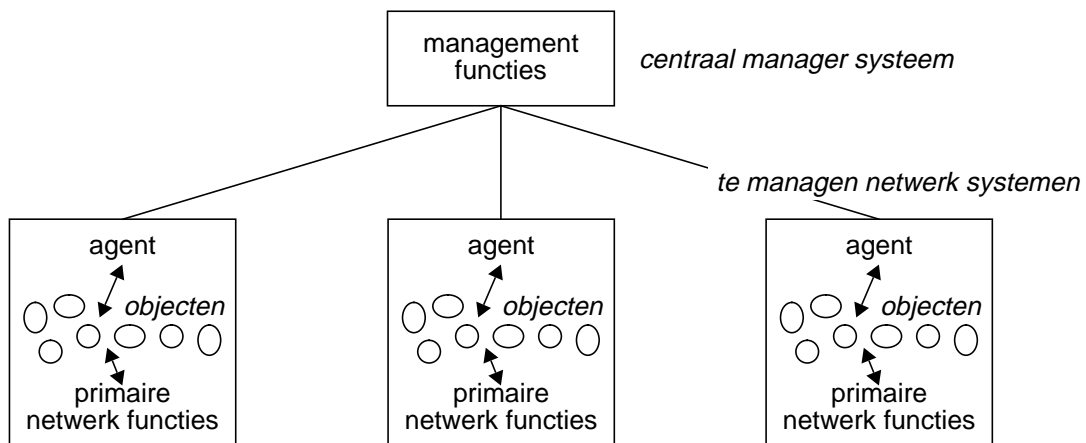 management
functies
centraal manager systeem
te managen netwerk systemen
agent
objecten
primaire
netwerk functies
agent
objecten
primaire
netwerk functies
agent
objecten
primaire
netwerk functies